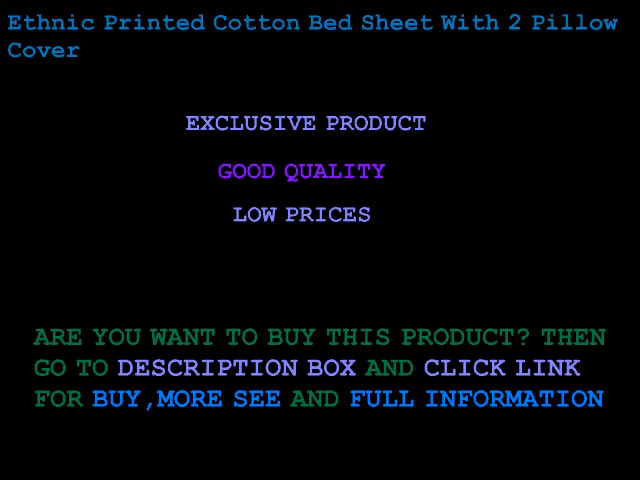 Ethnic Printed Cotton Bed Sheet With 2 Pillow
Cover
EXCLUSIVE PRODUCT
GOOD QUALITY
LOW PRICES
ARE YOU WANT TO BUY THIS PRODUCT? THEN
GO TO DESCRIPTION BOX AND CLICK LINK
FOR BUY,MORE SEE AND FULL INFORMATION